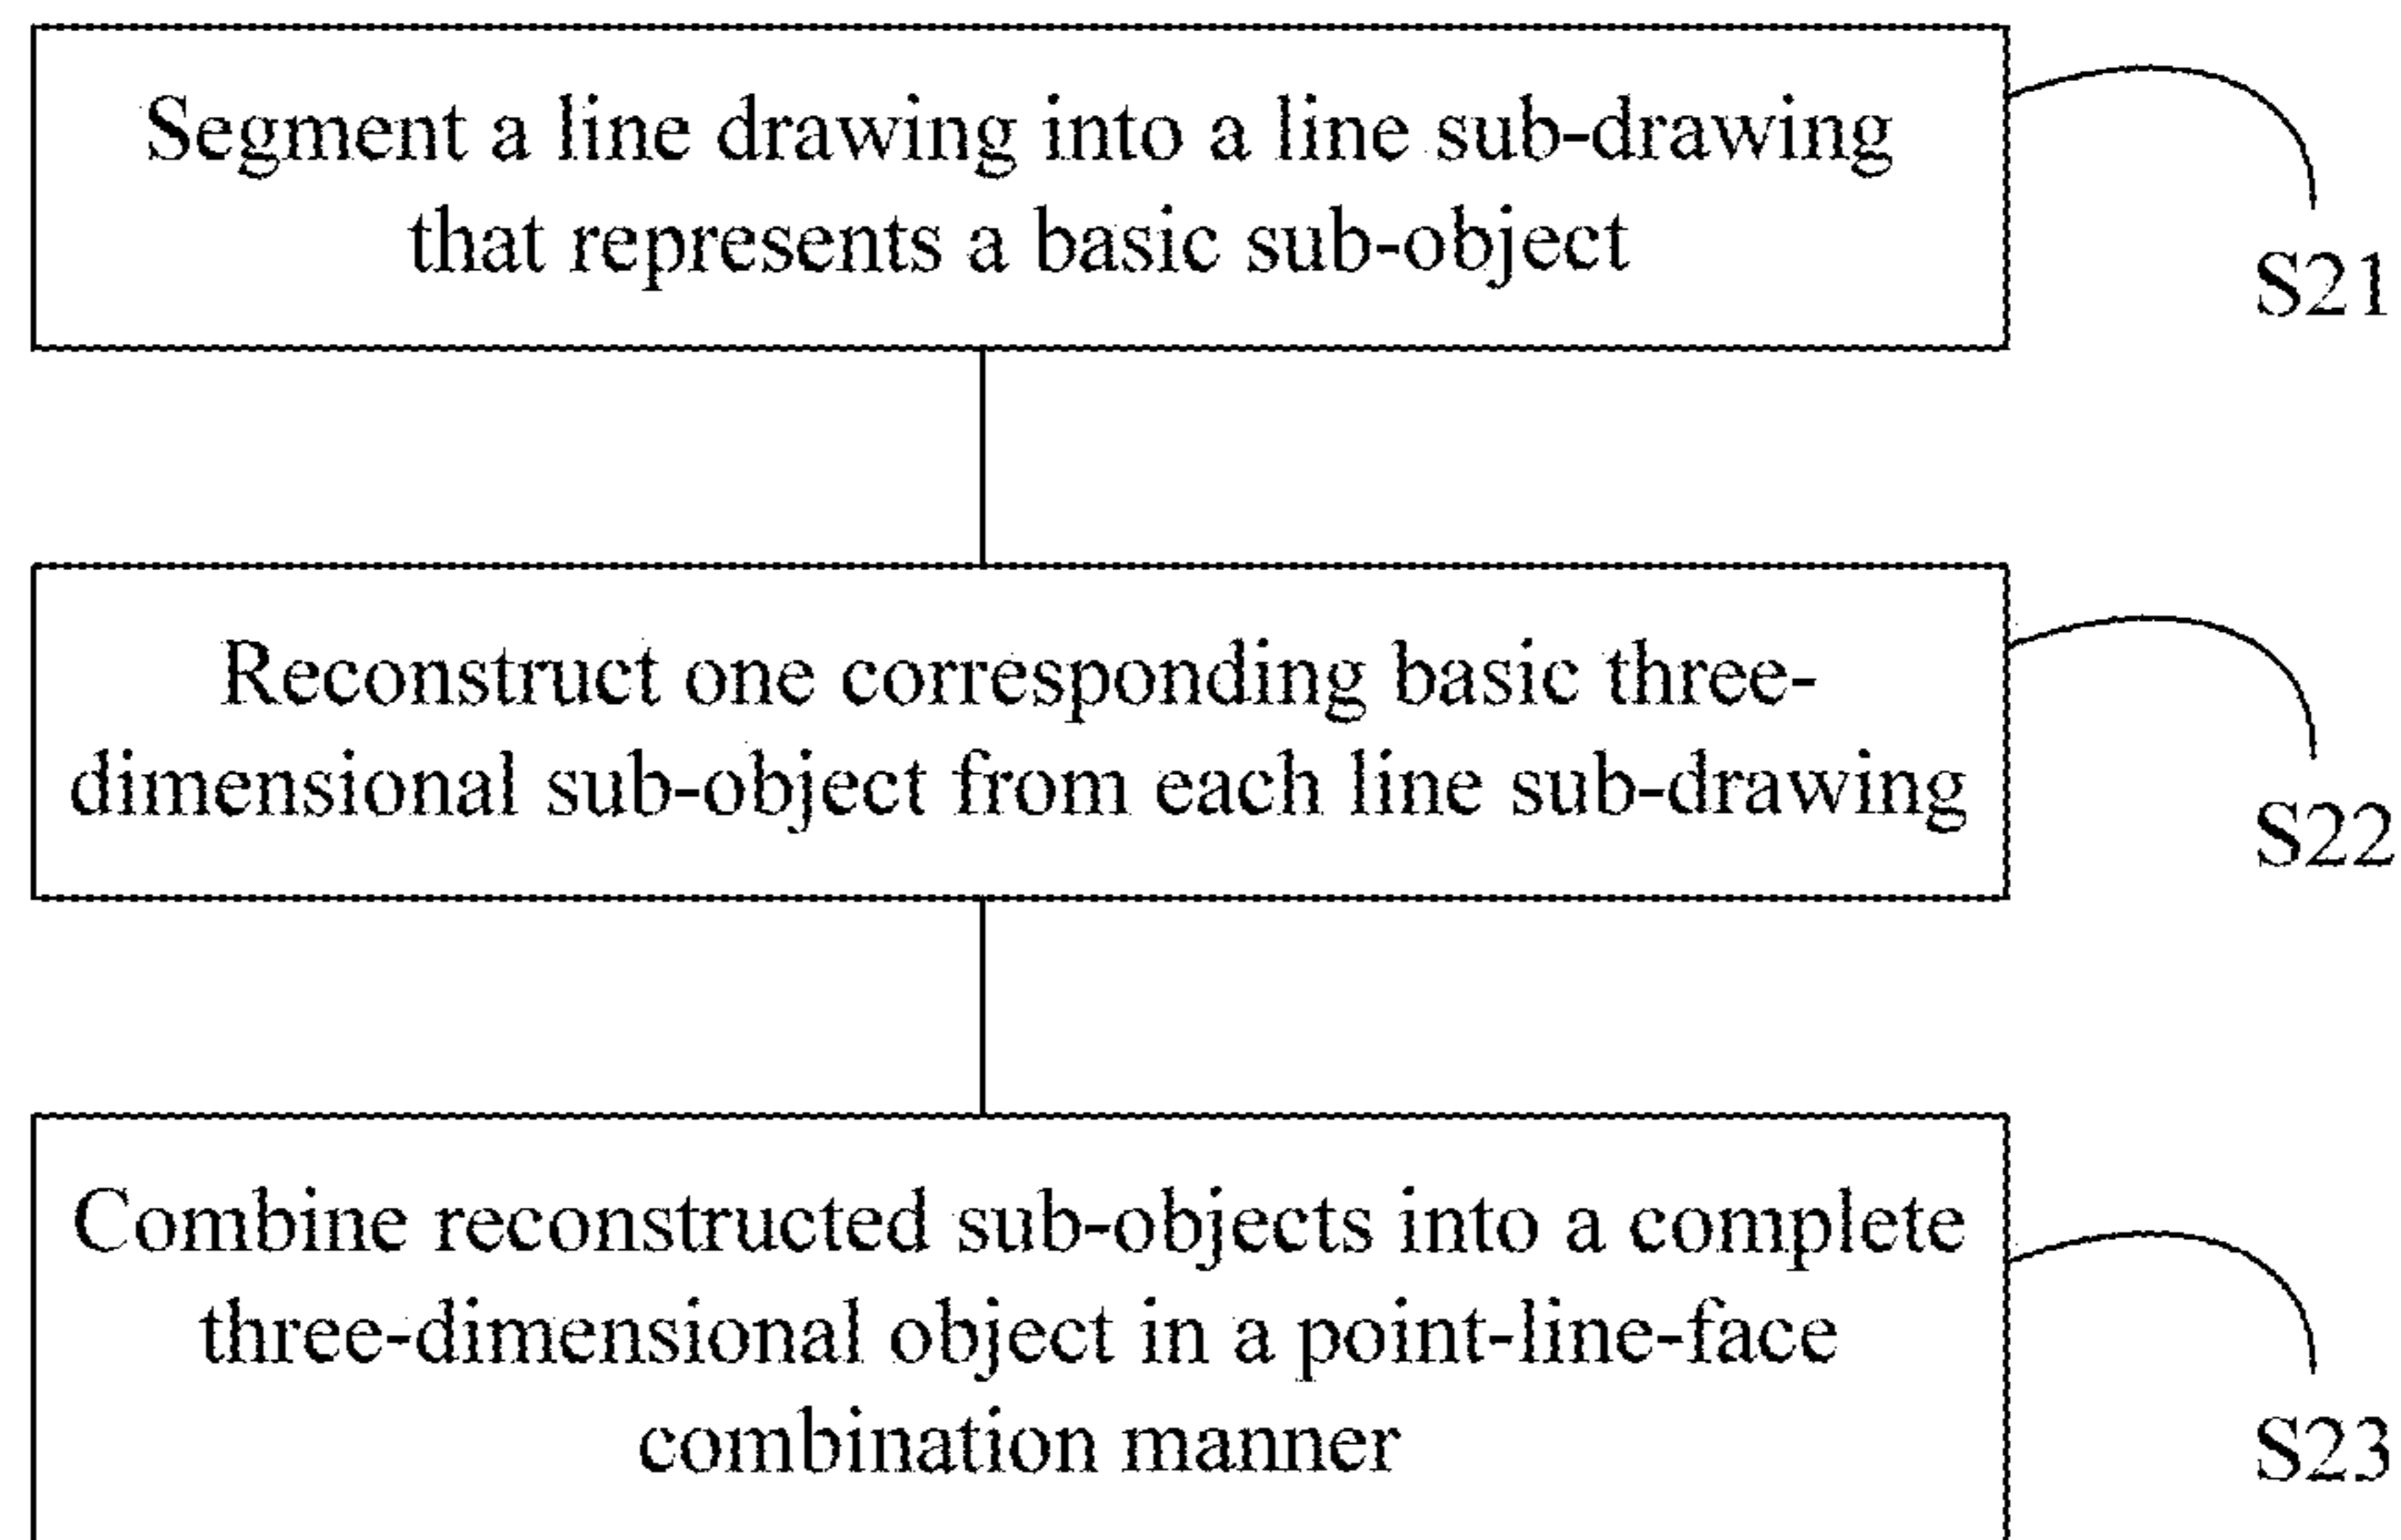 Segment a line drawing into a line sub-drawing
that represents a basic sub-object
S21
Reconstruct one corresponding basic three-
dimensional sub-object from each line sub-drawing
S22
Combine reconstructed sub-objects into a complete
three-dimensional object in a point-line-face
combination manner
S23